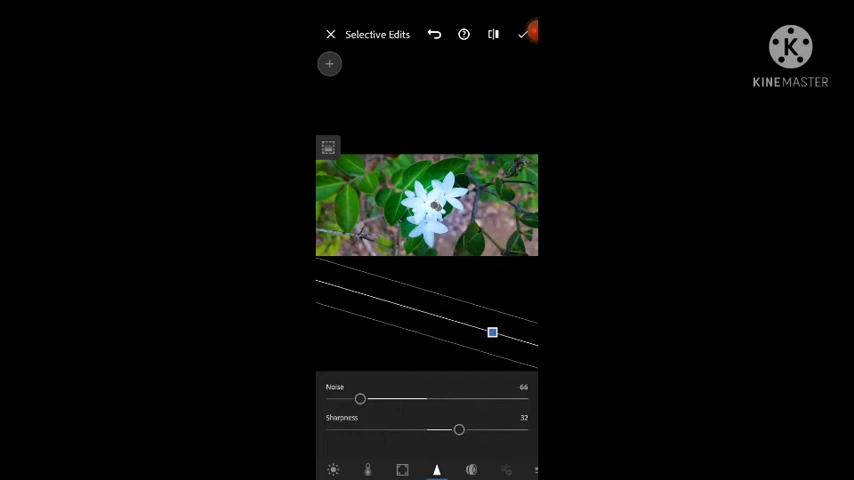 Selective Edits
K
KINEMASTER
Noise -66
Sharpness 32